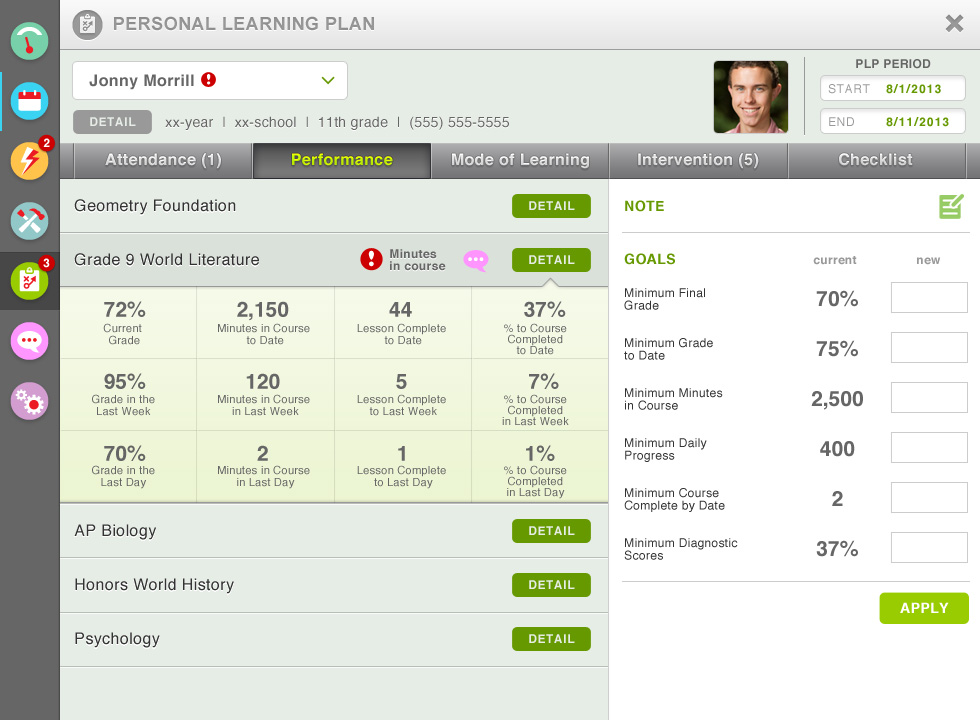 PERSONAL LEARNING PLAN
Jonny Morrill
PLP PERIOD
START 8/1/2013
END 8/11/2013
DETAIL xx-year | xx-school | 11th grade | (555) 555-5555
2
3
Attendance (1) Performance Mode of Learning Intervention (5) Checklist
Geometry Foundation DETAIL
Grade 9 World Literature Minutes in course DETAIL
72% 2,150 44 37%
Current Grade
Minutes in Course to Date
Lesson Complete to Date
% to Course Completed to Date
95% 120 5 7%
Grade in the Last Week
Minutes in Course in Last Week
Lesson Complete to Last Week
% to Course Completed in Last Week
70% 2 1 1%
Grade in the Last Day
Minutes in Course in Last Day
Lesson Complete to Last Day
% to Course Completed in Last Day
AP Biology DETAIL
Honors World History DETAIL
Psychology DETAIL
NOTE
GOALS current new
Minimum Final Grade 70%
Minimum Grade to Date 75%
Minimum Minutes in Course 2,500
Minimum Daily Progress 400
Minimum Course Complete by Date 2
Minimum Diagnostic Scores 37%
APPLY